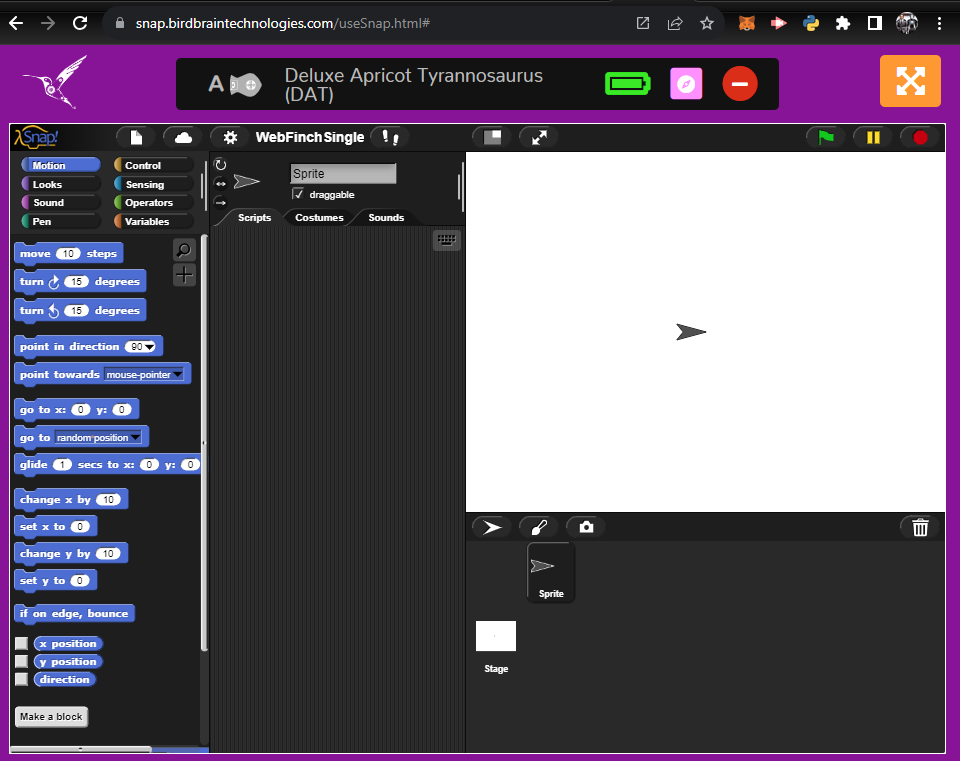 snap.birdbraintechnologies.com/useSnap.html#
A
Deluxe Apricot Tyrannosaurus
(DAT)
Snap!
WebFinchSingle
Motion
Control
Looks
Sensing
Sound
Operators
Pen
Variables
Sprite
draggable
Scripts
Costumes
Sounds
move 10 steps
turn 15 degrees
turn 15 degrees
point in direction 90
point towards mouse-pointer
go to x: 0 y: 0
go to random position
glide 1 secs to x: 0 y: 0
change x by 10
set x to 0
change y by 10
set y to 0
if on edge, bounce
x position
y position
direction
Make a block
Sprite
Stage